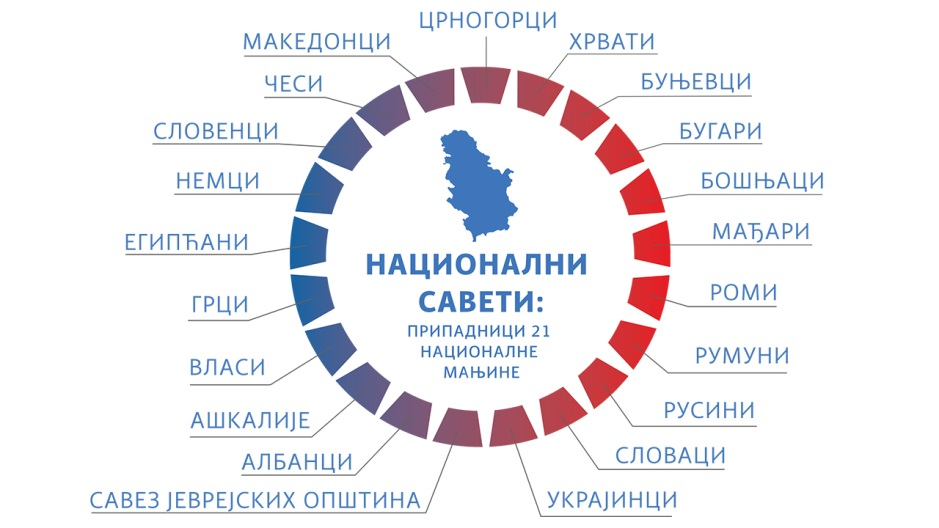 ЦРНОГОРЦИ
ХРВАТИ
БУЊЕВЦИ
БУГАРИ
БОШЊАЦИ
МАЂАРИ
РОМИ
РУМУНИ
РУСИНИ
СЛОВАЦИ
УКРАЈИНЦИ
САВЕЗ ЈЕВРЕЈСКИХ ОПШТИНА
АЛБАНЦИ
АШКАЛИЈЕ
ВЛАСИ
ГРЦИ
ЕГИПЋАНИ
НЕМЦИ
СЛОВЕНЦИ
ЧЕСИ
МАКЕДОНЦИ
НАЦИОНАЛНИ
САВЕТИ:
ПРИПАДНИЦИ 21
НАЦИОНАЛНЕ
МАЊИНЕ